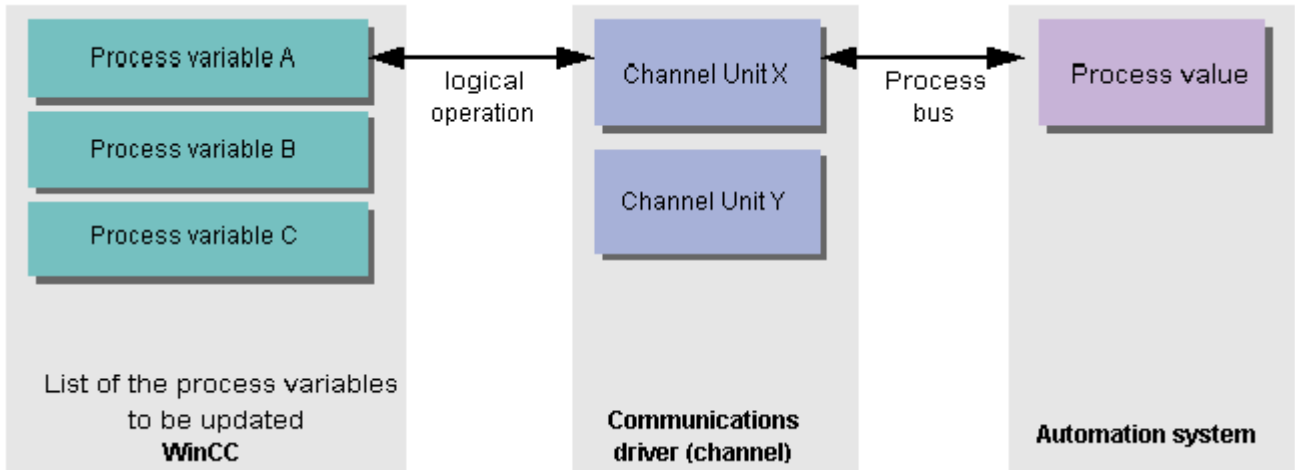 Process variable A
Process variable B
Process variable C
List of the process variables
to be updated
WinCC
logical
operation
Channel Unit X
Channel Unit Y
Communications
driver (channel)
Process
bus
Process value
Automation system